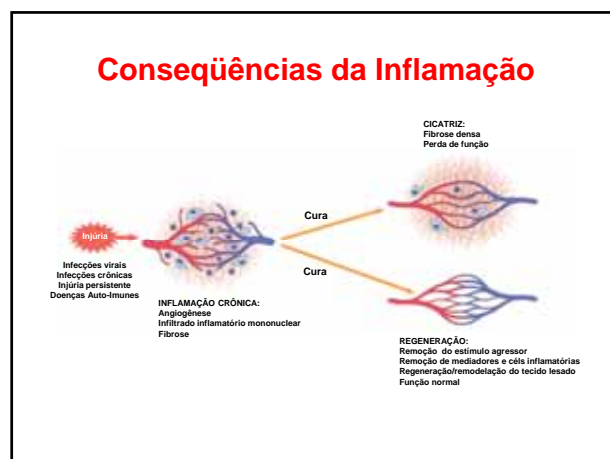 Conseqüências da Inflamação
CICATRIZ:
Fibrose densa
Perda de função
Cura
Injúria
Cura
Infecções virais
Infecções crônicas
Injúria persistente
Doenças Auto-Imunes
INFLAMAÇÃO CRÔNICA:
Angiogênese
Infiltrado inflamatório mononuclear
Fibrose
REGENERAÇÃO:
Remoção do estímulo agressor
Remoção de mediadores e céls inflamatórias
Regeneração/remodelação do tecido lesado
Função normal